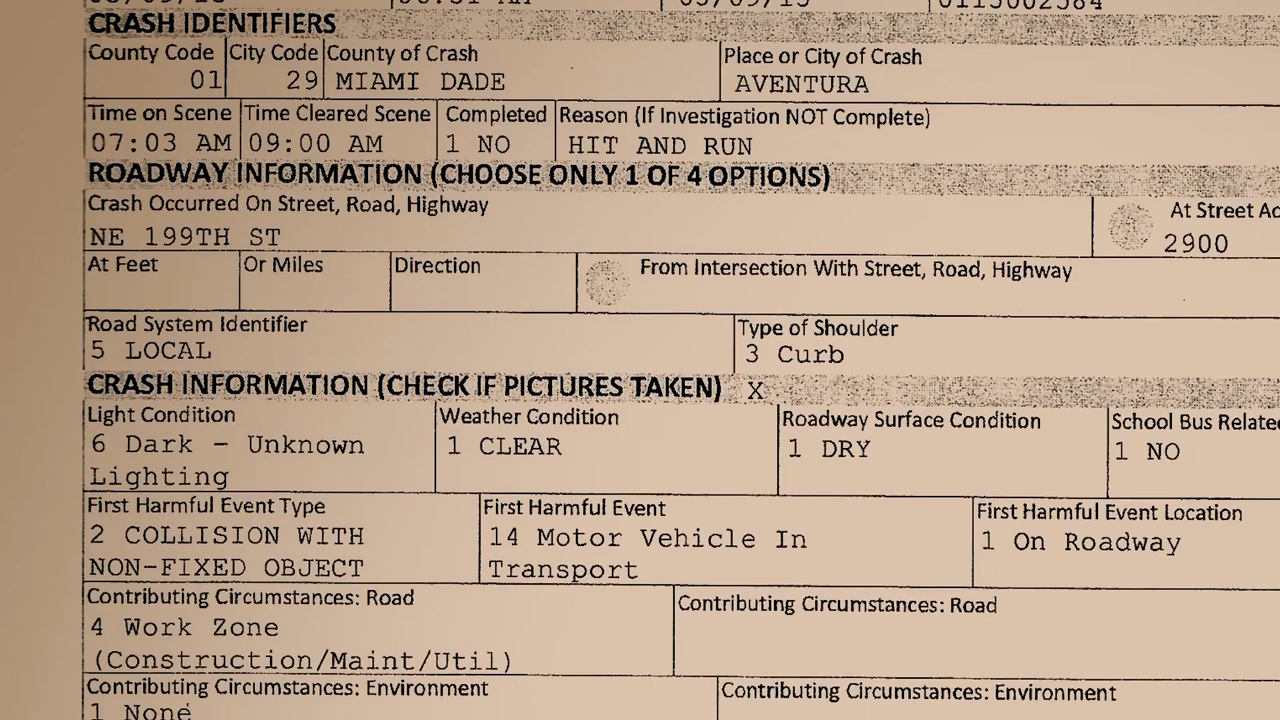 CRASH IDENTIFIERS
County Code City Code County of Crash Place or City of Crash
01 29 MIAMI DADE AVENTURA
Time on Scene Time Cleared Scene Completed Reason (If Investigation NOT Complete)
07:03 AM 09:00 AM 1 NO HIT AND RUN
ROADWAY INFORMATION (CHOOSE ONLY 1 OF 4 OPTIONS)
Crash Occurred On Street, Road, Highway At Street
NE 199TH ST 2900
At Feet Or Miles Direction From Intersection With Street, Road, Highway
Road System Identifier Type of Shoulder
5 LOCAL 3 Curb
CRASH INFORMATION (CHECK IF PICTURES TAKEN) X
Light Condition Weather Condition Roadway Surface Condition School Bus Relate
6 Dark - Unknown 1 CLEAR 1 DRY 1 NO
Lighting
First Harmful Event Type First Harmful Event First Harmful Event Location
2 COLLISION WITH 14 Motor Vehicle In 1 On Roadway
NON-FIXED OBJECT Transport
Contributing Circumstances: Road Contributing Circumstances: Road
4 Work Zone
(Construction/Maint/Util)
Contributing Circumstances: Environment Contributing Circumstances: Environment
1 None